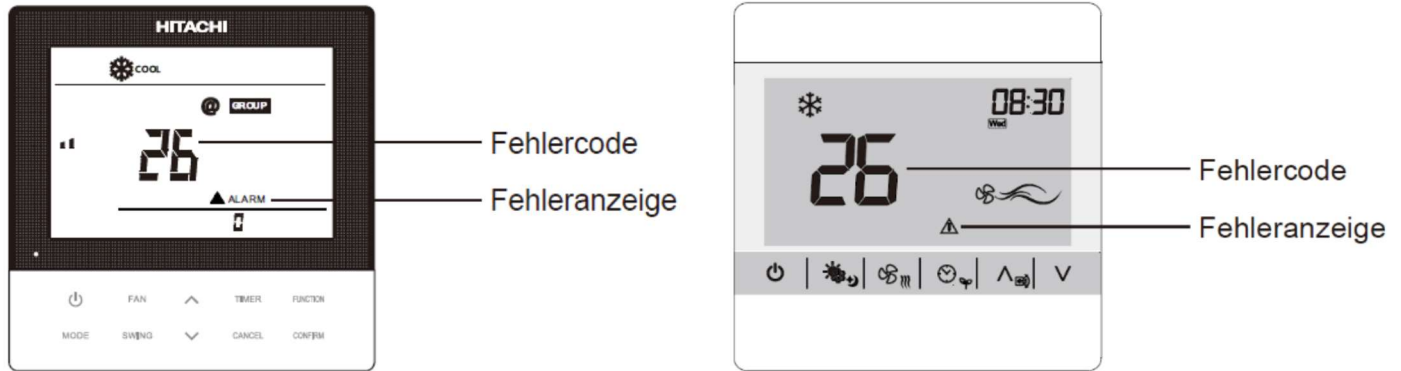 HITACHI
COOL
@ GROUP
26
ALARM
0
FAN
TIMER
FUNCTION
MODE
SWING
CANCEL
CONFIRM
Fehlercode
Fehleranzeige
08:30
Wed
26
Fehlercode
Fehleranzeige